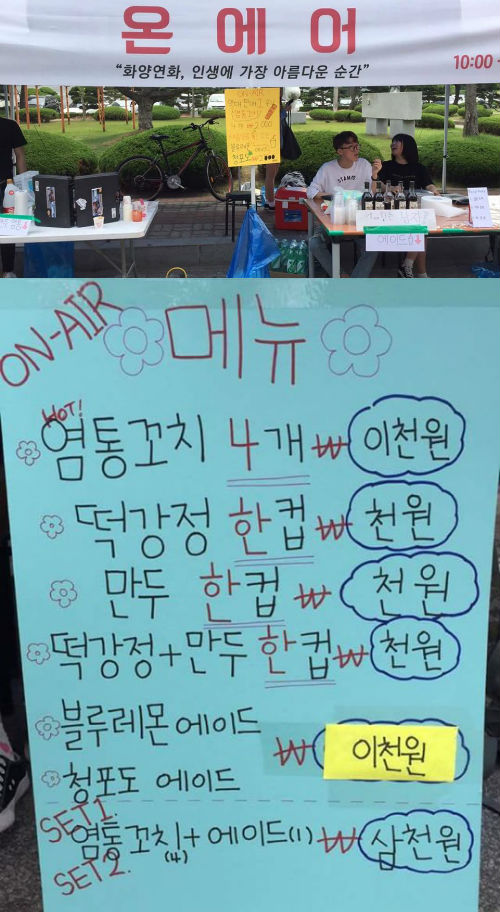 온 에 어
“화양연화, 인생에 가장 아름다운 순간”
10:00 -
ON-AIR
2,000
에이드
ON-AIR
메뉴
HOT!
염통꼬치 4개 ₩ 이천원
떡강정 한컵 ₩ 천원
만두 한컵 ₩ 천원
떡강정+만두 한컵 ₩ 천원
블루레몬 에이드
₩ 이천원
청포도 에이드
SET1.
염통꼬치(4)+ 에이드(1) ₩ 삼천원
SET2.